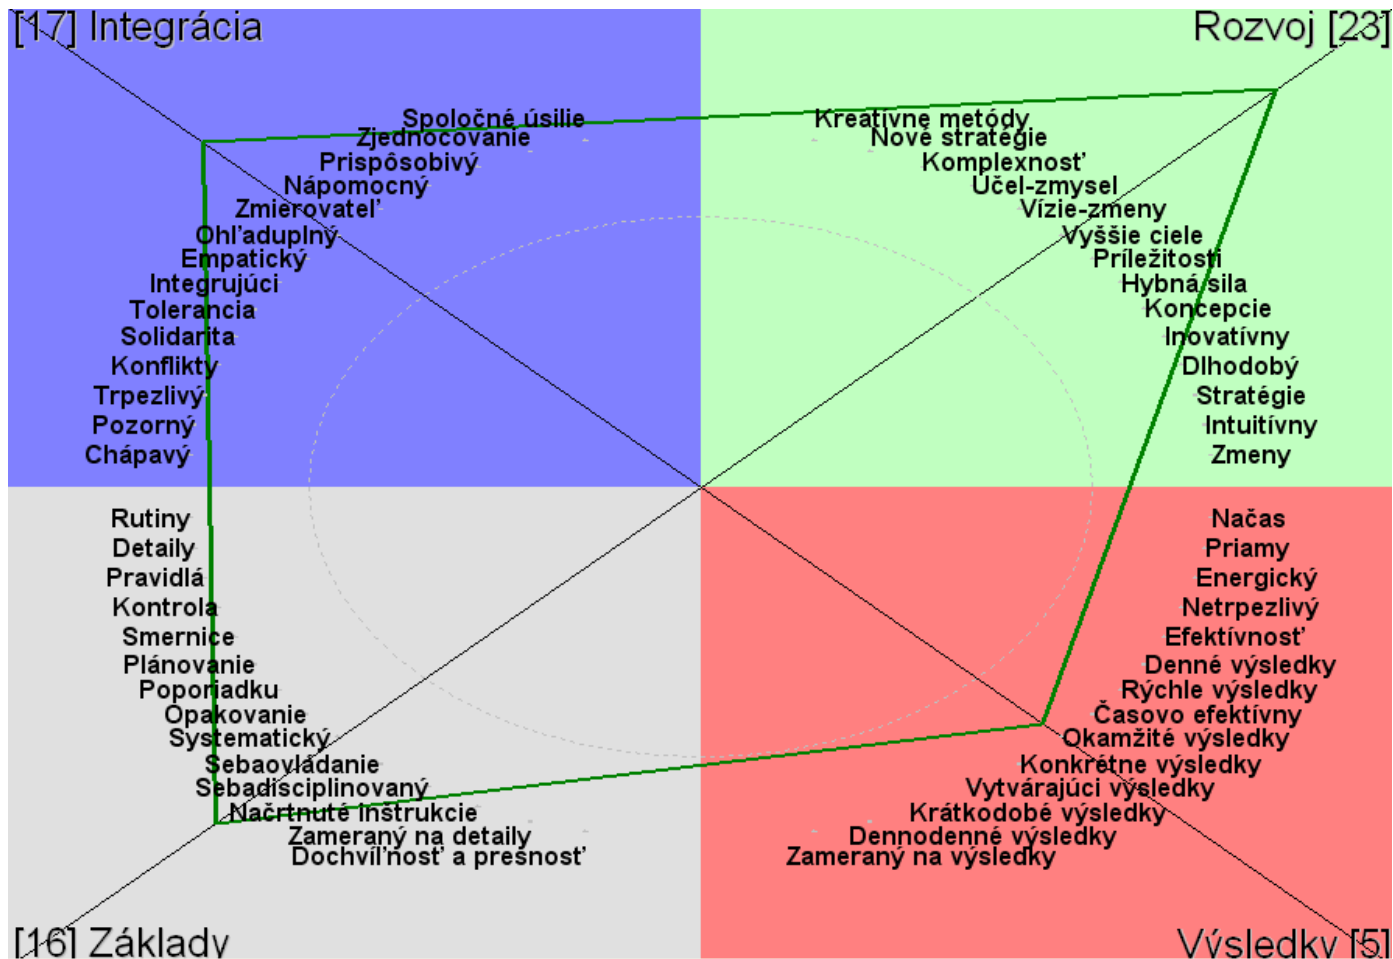 [17] Integrácia
Rozvoj [23]
Spoločné úsilie
Zjednocovanie
Prispôsobivý
Nápomocný
Zmierovateľ
Ohľaduplný
Empatický
Integrujúci
Tolerancia
Solidarita
Konflikty
Trpezlivý
Pozorný
Chápavý
Kreatívne metódy
Nové stratégie
Komplexnosť
Účel-zmysel
Vízie-zmeny
Vyššie ciele
Príležitosti
Hybná sila
Koncepcie
Inovatívny
Dlhodobý
Stratégie
Intuitívny
Zmeny
Rutiny
Detaily
Pravidlá
Kontrola
Smernice
Plánovanie
Poporiadku
Opakovanie
Systematický
Sebaovládanie
Sebadisciplinovaný
Načrtnuté inštrukcie
Zameraný na detaily
Dochvíľnosť a presnosť
Načas
Priamy
Energický
Netrpezlivý
Efektívnosť
Denné výsledky
Rýchle výsledky
Časovo efektívny
Okamžité výsledky
Konkrétne výsledky
Vytvárajúci výsledky
Krátkodobé výsledky
Dennodenné výsledky
Zameraný na výsledky
[16] Základy
Výsledky [5]